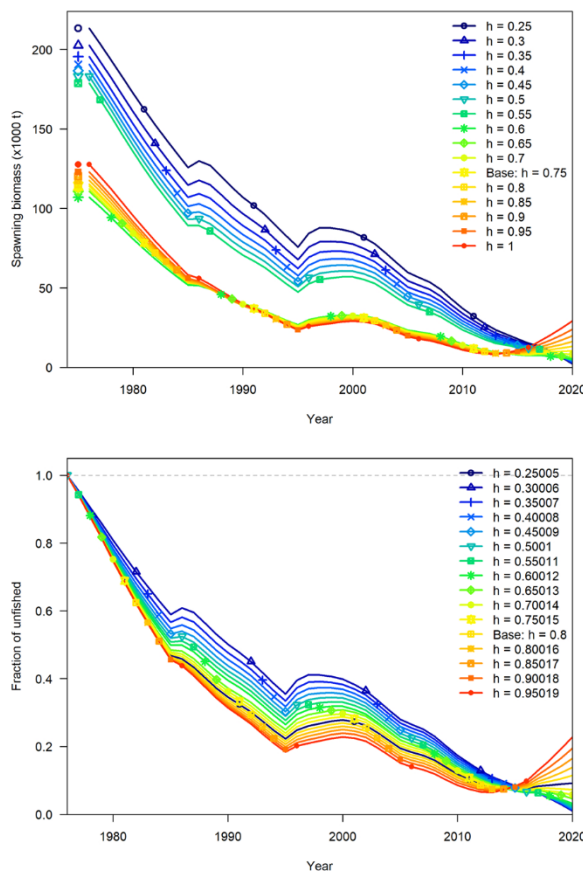 Spawning biomass (x1000 t)
200
150
100
50
0
h = 0.25
h = 0.3
h = 0.35
h = 0.4
h = 0.45
h = 0.5
h = 0.55
h = 0.6
h = 0.65
h = 0.7
Base: h = 0.75
h = 0.8
h = 0.85
h = 0.9
h = 0.95
h = 1
1980
1990
2000
2010
2020
Year
Fraction of unfished
1.0
0.8
0.6
0.4
0.2
0.0
h = 0.25005
h = 0.30006
h = 0.35007
h = 0.40008
h = 0.45009
h = 0.5001
h = 0.55011
h = 0.60012
h = 0.65013
h = 0.70014
h = 0.75015
Base: h = 0.8
h = 0.80016
h = 0.85017
h = 0.90018
h = 0.95019
1980
1990
2000
2010
2020
Year